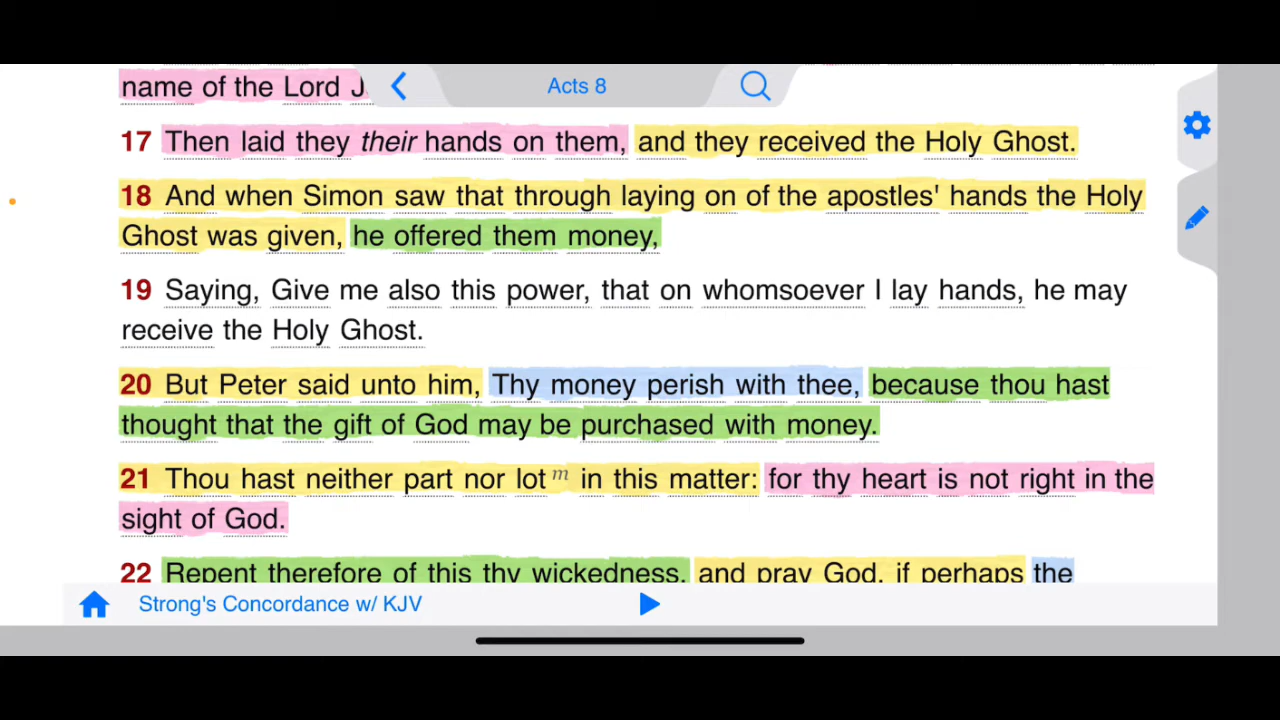 name of the Lord J
Acts 8
17 Then laid they their hands on them, and they received the Holy Ghost.
18 And when Simon saw that through laying on of the apostles' hands the Holy
Ghost was given, he offered them money,
19 Saying, Give me also this power, that on whomsoever I lay hands, he may
receive the Holy Ghost.
20 But Peter said unto him, Thy money perish with thee, because thou hast
thought that the gift of God may be purchased with money.
21 Thou hast neither part nor lot m in this matter: for thy heart is not right in the
sight of God.
22 Repent therefore of this thy wickedness, and pray God, if perhaps the
Strong's Concordance w/ KJV